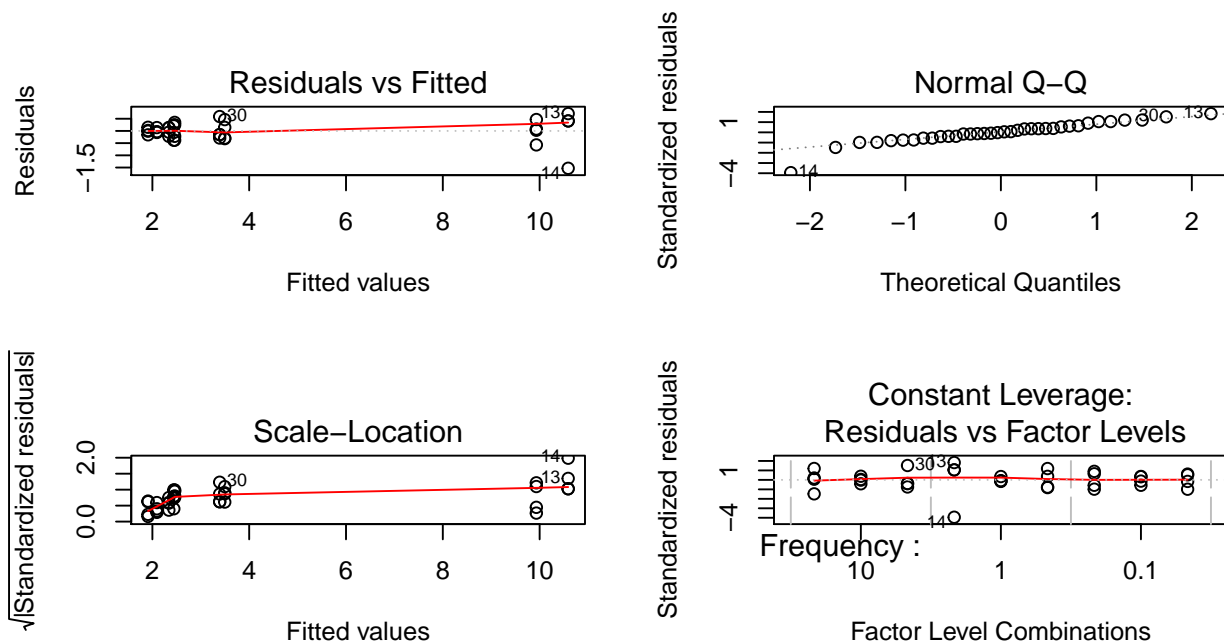 Residuals vs Fitted
Residuals
−1.5
30
13
14
2 4 6 8 10
Fitted values
Normal Q−Q
Standardized residuals
−4 1
14
30
13
−2 −1 0 1 2
Theoretical Quantiles
Scale−Location
√|Standardized residuals|
0.0 2.0
30
14
13
2 4 6 8 10
Fitted values
Constant Leverage:
Residuals vs Factor Levels
Standardized residuals
−4 1
30
13
14
Frequency :
10 1 0.1
Factor Level Combinations